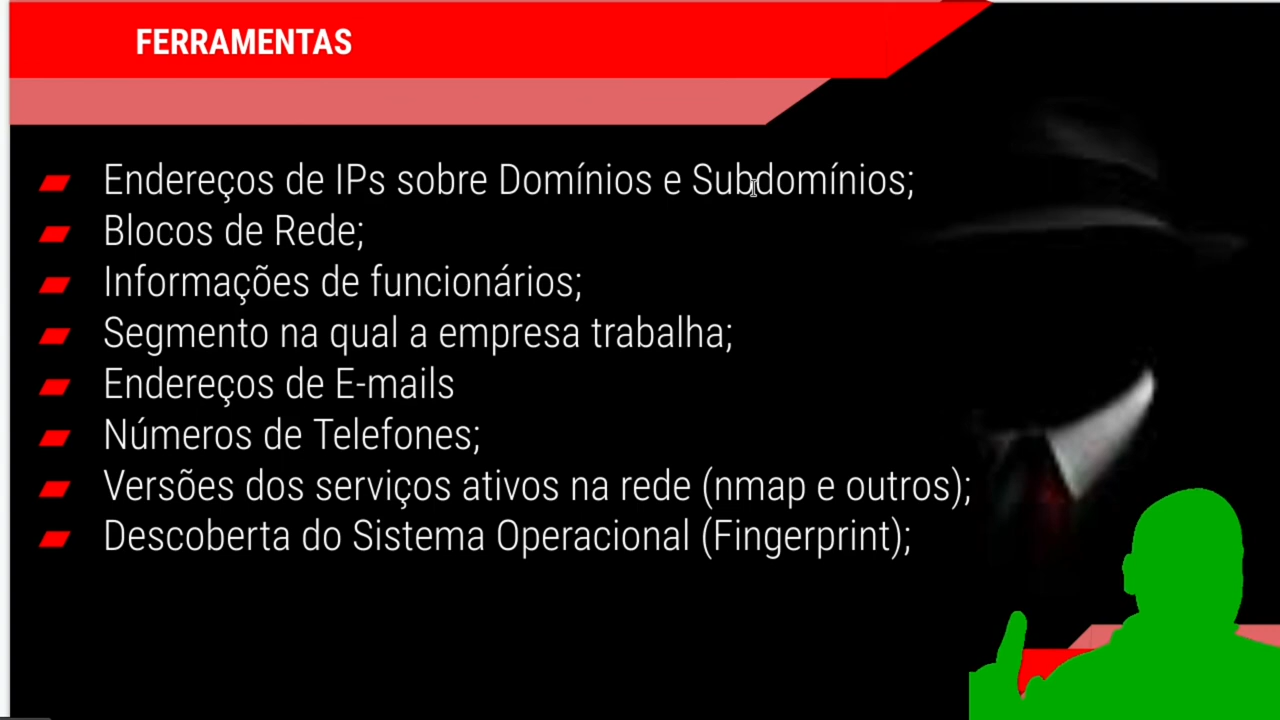 FERRAMENTAS
Endereços de IPs sobre Domínios e Subdomínios;
Blocos de Rede;
Informações de funcionários;
Segmento na qual a empresa trabalha;
Endereços de E-mails
Números de Telefones;
Versões dos serviços ativos na rede (nmap e outros);
Descoberta do Sistema Operacional (Fingerprint);